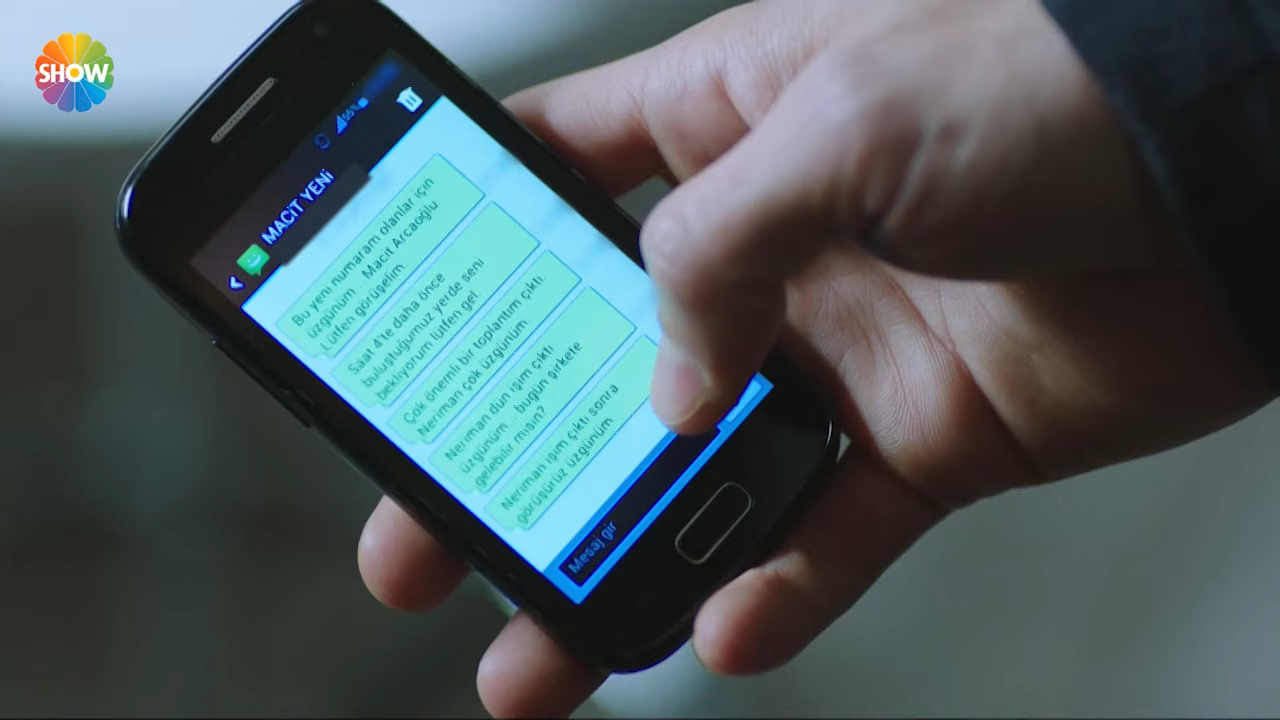 SHOW
MACİT YENİ
Bu yeni numaram olanlar için
üzgünüm Macit Arcaoğlu
Lütfen görüşelim.
Saat 4'te daha önce
buluştuğumuz yerde seni
bekliyorum lütfen gel
Çok önemli bir toplantım çıktı
Neriman çok üzgünüm
Neriman dün işim çıktı
üzgünüm bugün şirkete
gelebilir misin?
Neriman işim çıktı sonra
görüşürüz üzgünüm
Mesaj gir